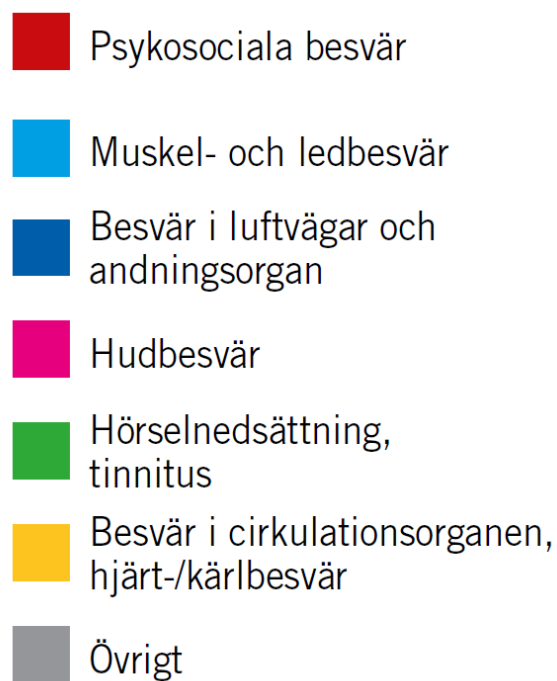 Psykosociala besvär
Muskel- och ledbesvär
Besvär i luftvägar och
andningsorgan
Hudbesvär
Hörselnedsättning,
tinnitus
Besvär i cirkulationsorganen,
hjärt-/kärlbesvär
Övrigt